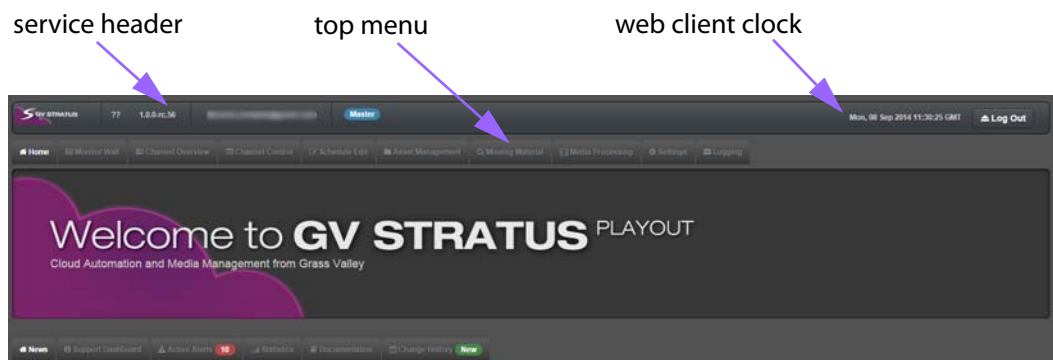 service header
top menu
web client clock
GV STRATUS 77 1.0.0-rc.56 Master Mon, 08 Sep 2014 11:30:25 GMT Log Out
Home Monitor Wall Channel Overview Channel Control Schedule Edit Asset Management Missing Material Media Processing Settings Logging
Welcome to GV STRATUS PLAYOUT
Cloud Automation and Media Management from Grass Valley
News Support Dashboard Active Alerts 10 Statistics Documentation Change History New